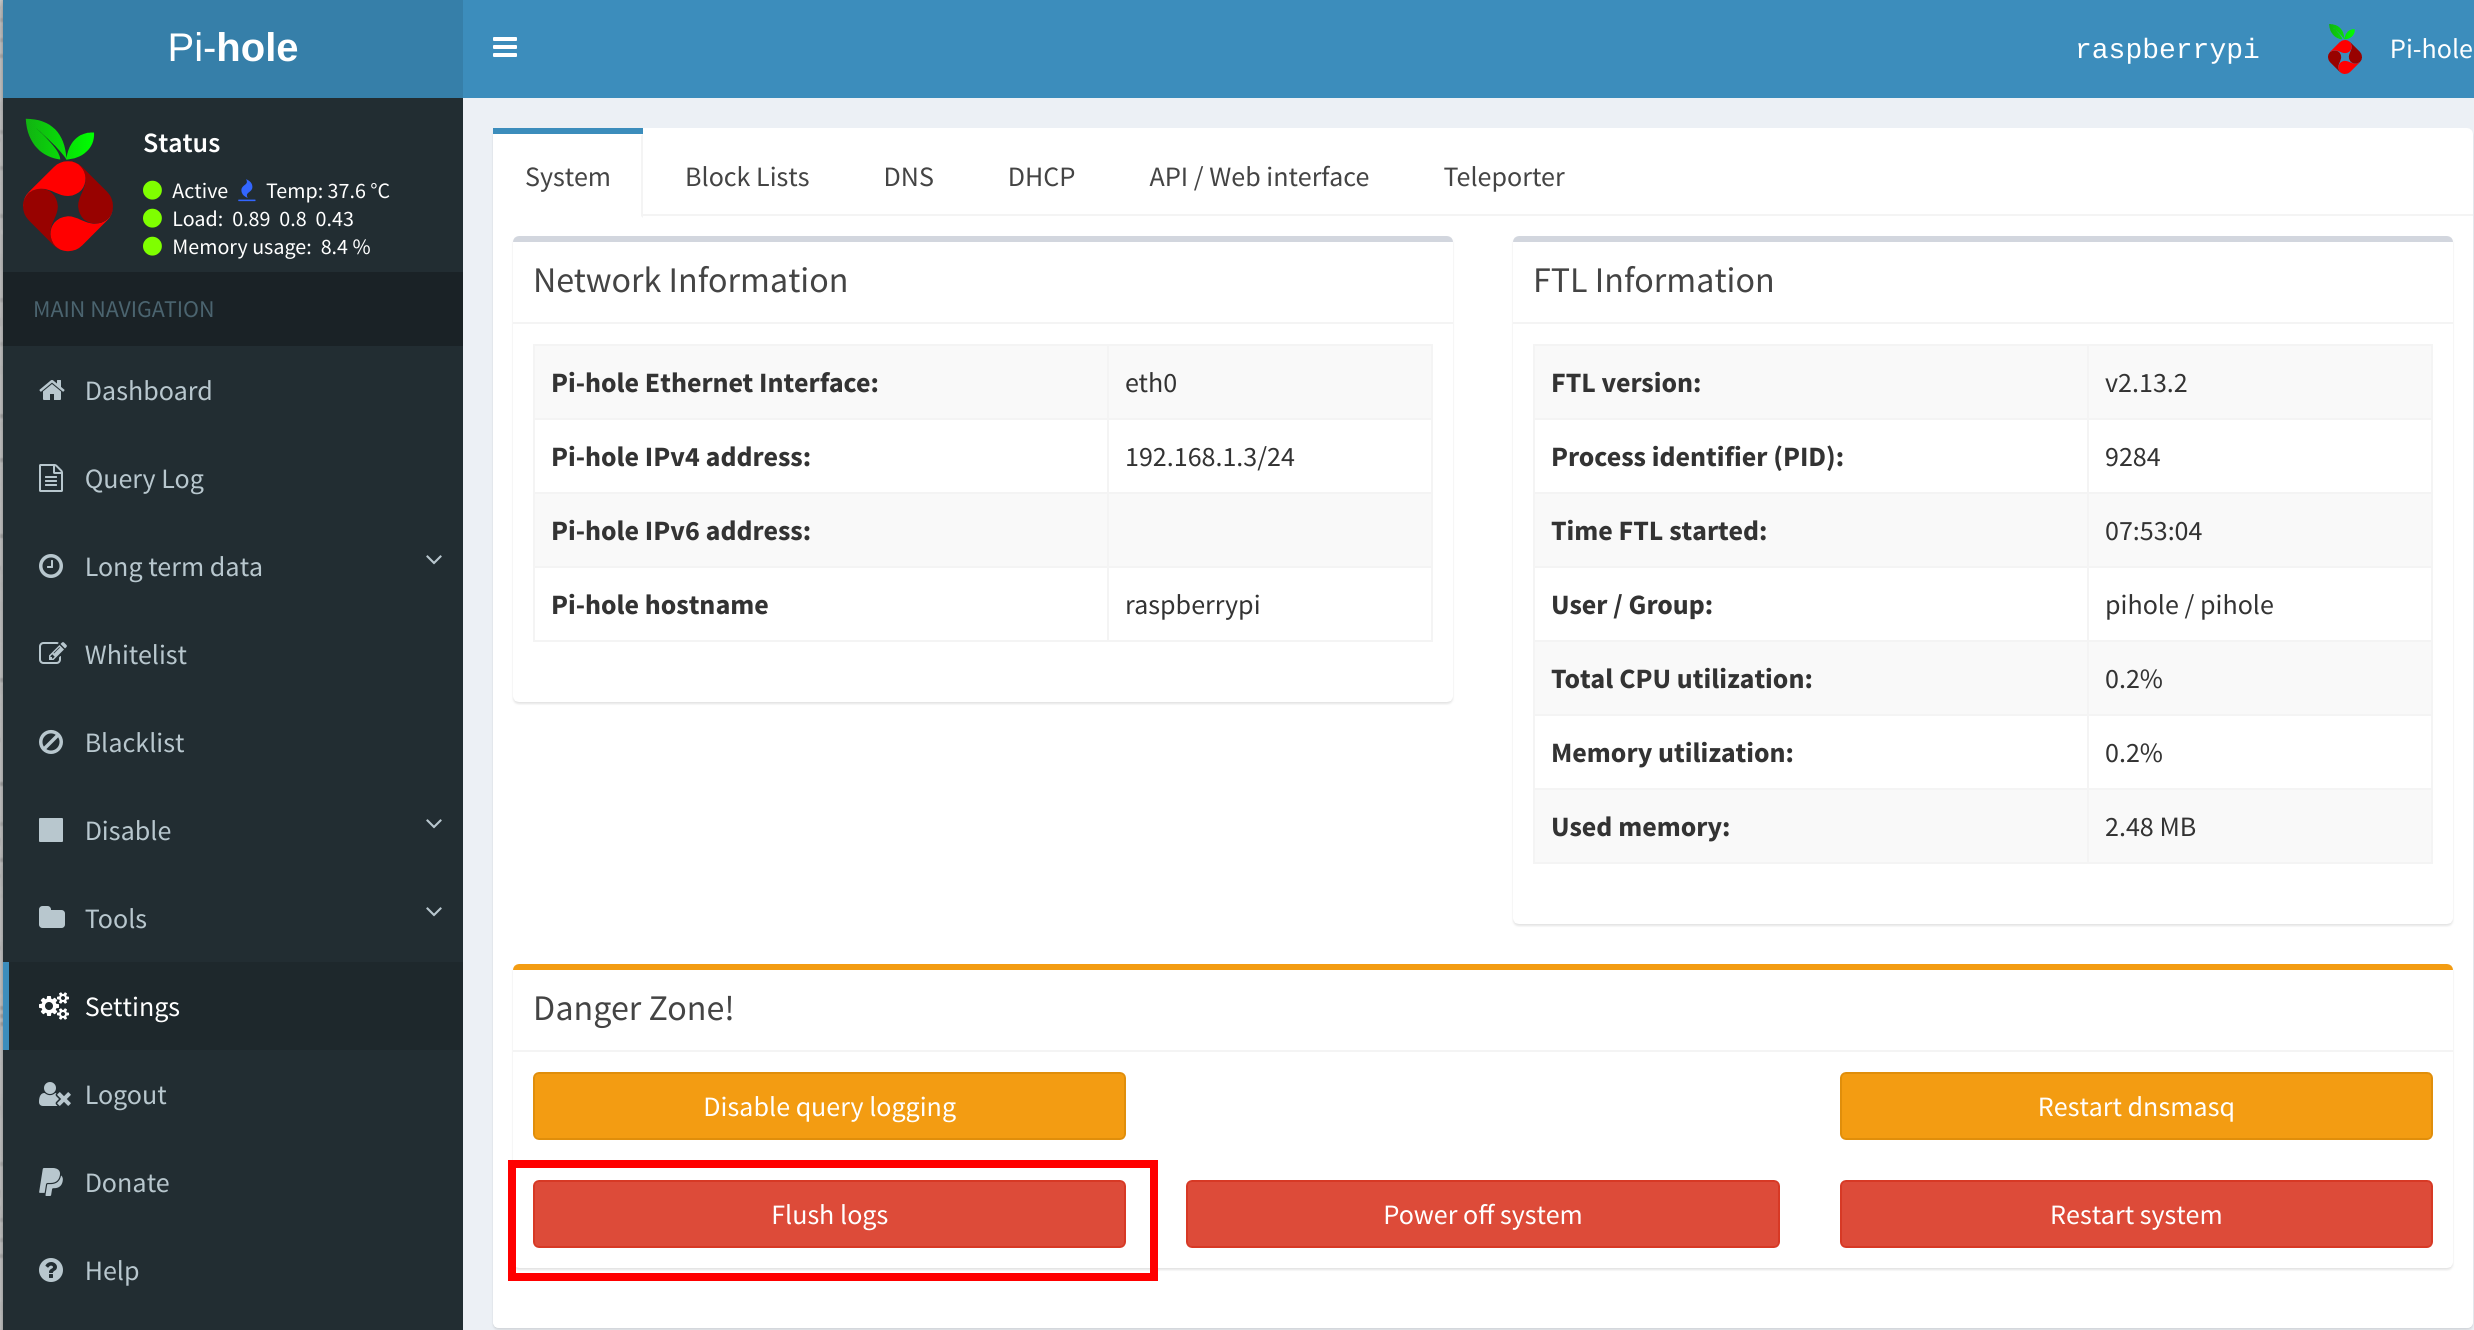 Pi-hole
raspberrypi
Pi-hole
Status
Active Temp: 37.6 °C
Load: 0.89 0.8 0.43
Memory usage: 8.4 %
MAIN NAVIGATION
Dashboard
Query Log
Long term data
Whitelist
Blacklist
Disable
Tools
Settings
Logout
Donate
Help
System Block Lists DNS DHCP API / Web interface Teleporter
Network Information
Pi-hole Ethernet Interface: eth0
Pi-hole IPv4 address: 192.168.1.3/24
Pi-hole IPv6 address:
Pi-hole hostname raspberrypi
FTL Information
FTL version: v2.13.2
Process identifier (PID): 9284
Time FTL started: 07:53:04
User / Group: pihole / pihole
Total CPU utilization: 0.2%
Memory utilization: 0.2%
Used memory: 2.48 MB
Danger Zone!
Disable query logging Restart dnsmasq
Flush logs Power off system Restart system